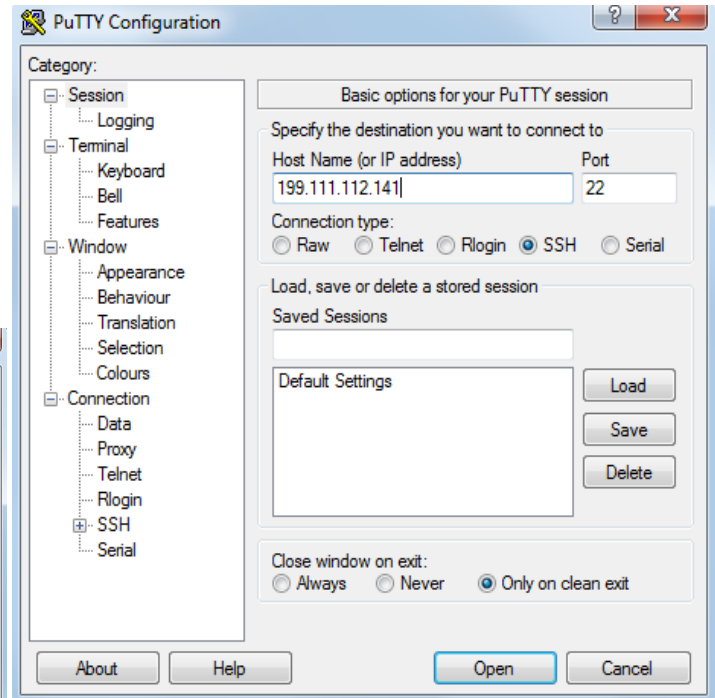 PuTTY Configuration
Category:
Session
Logging
Terminal
Keyboard
Bell
Features
Window
Appearance
Behaviour
Translation
Selection
Colours
Connection
Data
Proxy
Telnet
Rlogin
SSH
Serial
Basic options for your PuTTY session
Specify the destination you want to connect to
Host Name (or IP address) Port
199.111.112.141 22
Connection type:
Raw Telnet Rlogin SSH Serial
Load, save or delete a stored session
Saved Sessions
Default Settings
Load
Save
Delete
Close window on exit:
Always Never Only on clean exit
About Help Open Cancel